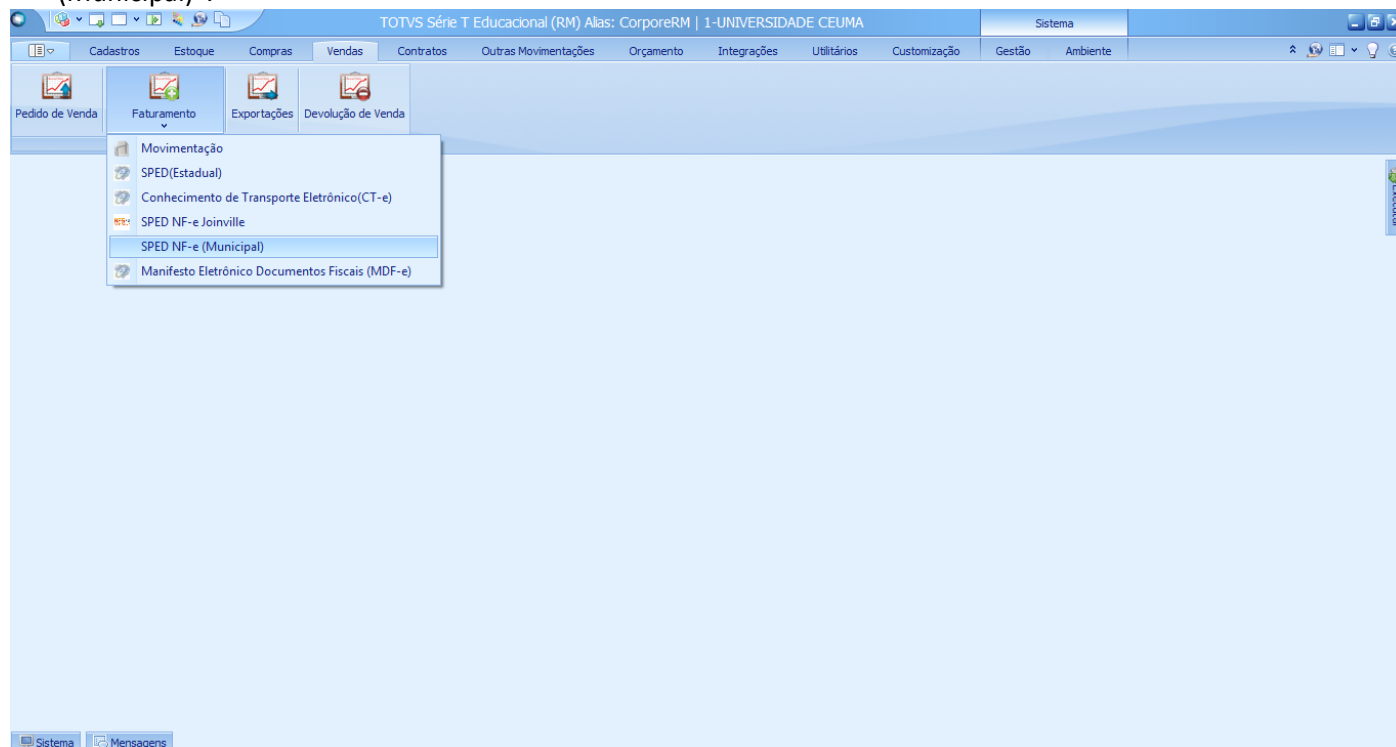 (Municipal)".
TOTVS Série T Educacional (RM) Alias: CorporeRM | 1-UNIVERSIDADE CEUMA
Sistema
Cadastros Estoque Compras Vendas Contratos Outras Movimentações Orçamento Integrações Utilitários Customização Gestão Ambiente
Pedido de Venda Faturamento Exportações Devolução de Venda
Movimentação
SPED(Estadual)
Conhecimento de Transporte Eletrônico(CT-e)
SPED NF-e Joinville
SPED NF-e (Municipal)
Manifesto Eletrônico Documentos Fiscais (MDF-e)
Executar
Sistema Mensagens